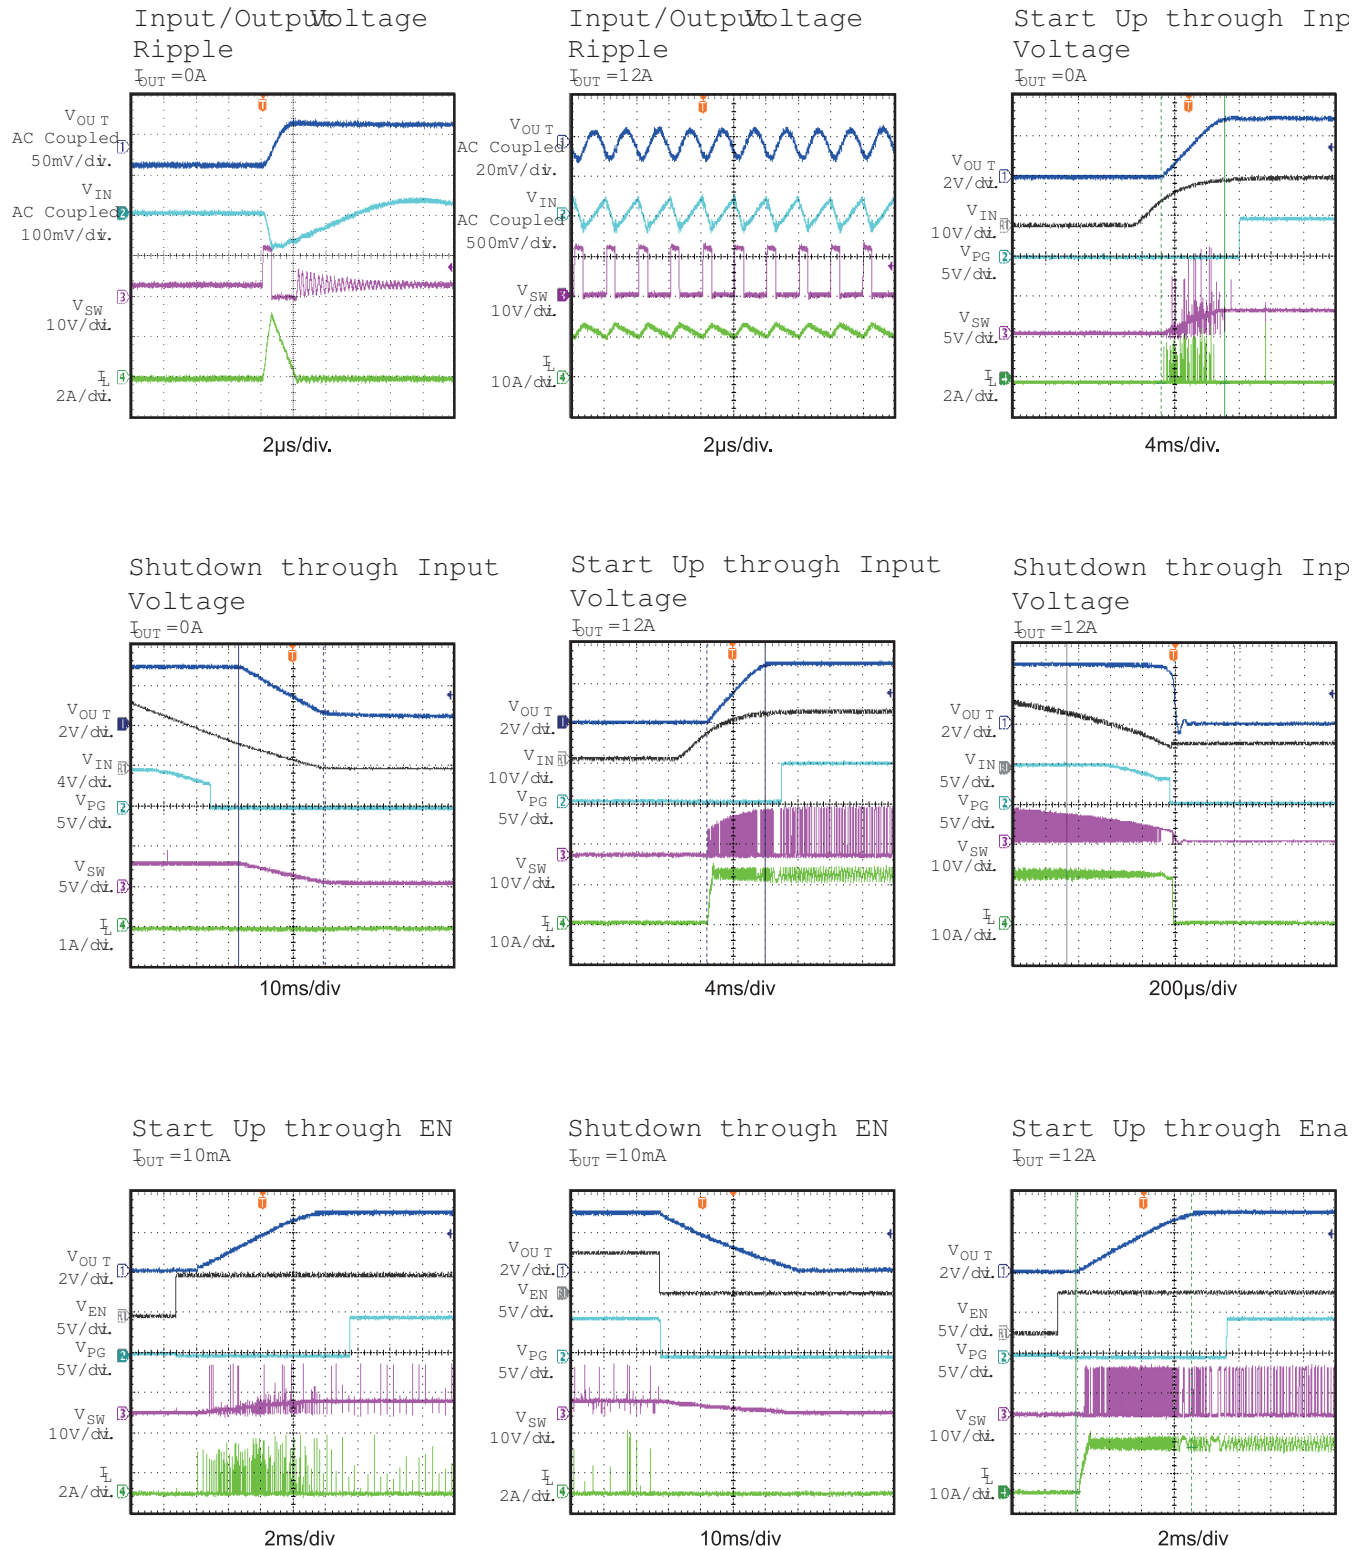 Input/Output Voltage
Ripple
IOUT =0A
VOUT
AC Coupled
50mV/div.
VIN
AC Coupled
100mV/div.
VSW
10V/div.
IL
2A/div.
2µs/div.
Input/Output Voltage
Ripple
IOUT =12A
VOUT
AC Coupled
20mV/div.
VIN
AC Coupled
500mV/div.
VSW
10V/div.
IL
10A/div.
2µs/div.
Start Up through Inp
Voltage
IOUT =0A
VOUT
2V/div.
VIN
10V/div.
VPG
5V/div.
VSW
5V/div.
IL
2A/div.
4ms/div.
Shutdown through Input
Voltage
IOUT =0A
VOUT
2V/div.
VIN
4V/div.
VPG
5V/div.
VSW
5V/div.
IL
1A/div.
10ms/div
Start Up through Input
Voltage
IOUT =12A
VOUT
2V/div.
VIN
10V/div.
VPG
5V/div.
VSW
10V/div.
IL
10A/div.
4ms/div
Shutdown through Inp
Voltage
IOUT =12A
VOUT
2V/div.
VIN
5V/div.
VPG
5V/div.
VSW
10V/div.
IL
10A/div.
200µs/div
Start Up through EN
IOUT =10mA
VOUT
2V/div.
VEN
5V/div.
VPG
5V/div.
VSW
10V/div.
IL
2A/div.
2ms/div
Shutdown through EN
IOUT =10mA
VOUT
2V/div.
VEN
5V/div.
VPG
5V/div.
VSW
10V/div.
IL
2A/div.
10ms/div
Start Up through Ena
IOUT =12A
VOUT
2V/div.
VEN
5V/div.
VPG
5V/div.
VSW
10V/div.
IL
10A/div.
2ms/div